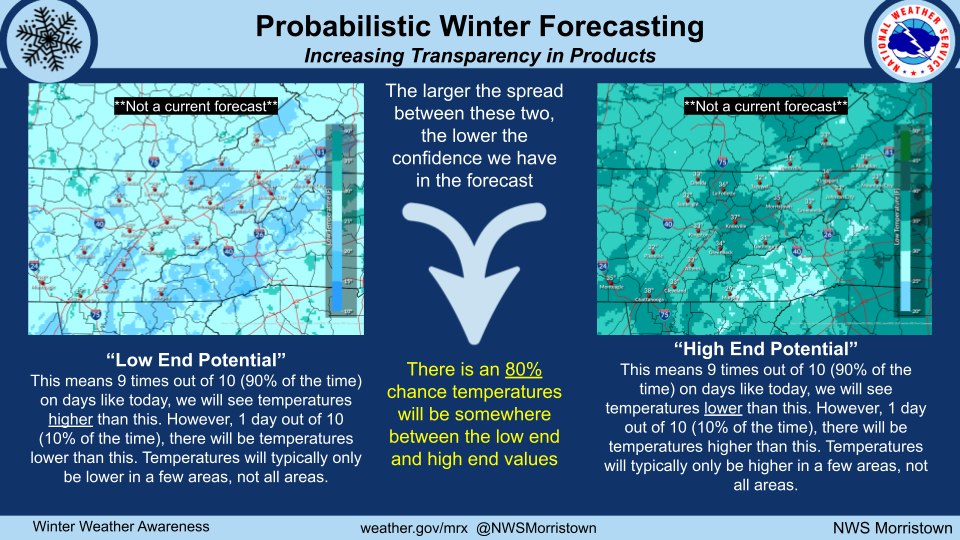 Probabilistic Winter Forecasting
Increasing Transparency in Products
NATIONAL WEATHER SERVICE
**Not a current forecast**
The larger the spread
between these two,
the lower the
confidence we have
in the forecast
**Not a current forecast**
“Low End Potential”
This means 9 times out of 10 (90% of the time)
on days like today, we will see temperatures
higher than this. However, 1 day out of 10
(10% of the time), there will be temperatures
lower than this. Temperatures will typically only
be lower in a few areas, not all areas.
There is an 80%
chance temperatures
will be somewhere
between the low end
and high end values
“High End Potential”
This means 9 times out of 10 (90% of the
time) on days like today, we will see
temperatures lower than this. However, 1 day
out of 10 (10% of the time), there will be
temperatures higher than this. Temperatures
will typically only be higher in a few areas, not
all areas.
Winter Weather Awareness
weather.gov/mrx @NWSMorristown
NWS Morristown